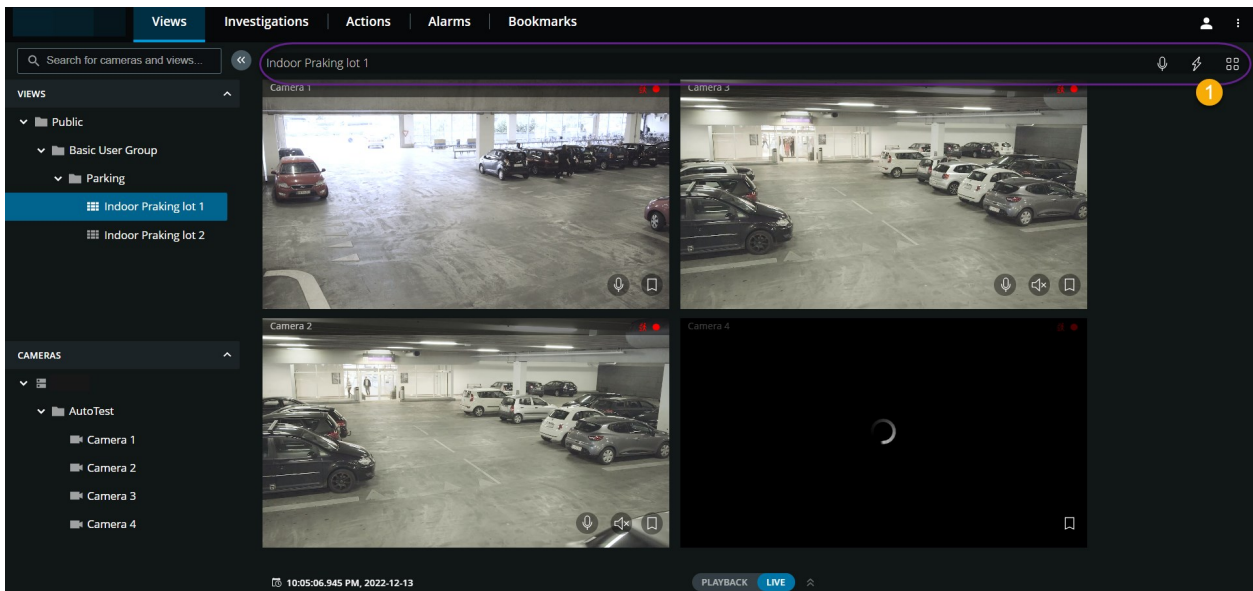 Views Investigations Actions Alarms Bookmarks
Search for cameras and views...
Indoor Praking lot 1
1
VIEWS
Public
Basic User Group
Parking
Indoor Praking lot 1
Indoor Praking lot 2
Camera 1
Camera 3
Camera 2
Camera 4
CAMERAS
AutoTest
Camera 1
Camera 2
Camera 3
Camera 4
10:05:06.945 PM, 2022-12-13
PLAYBACK LIVE